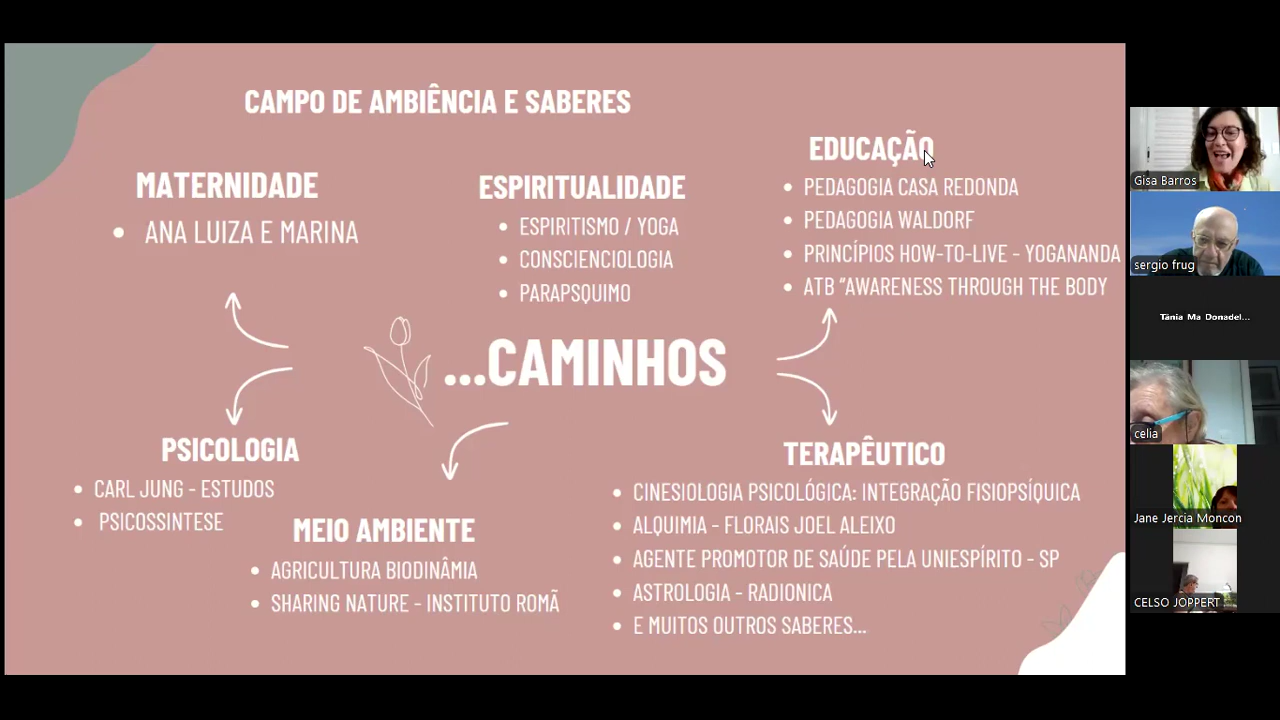 CAMPO DE AMBIÊNCIA E SABERES
MATERNIDADE
ANA LUIZA E MARINA
ESPIRITUALIDADE
ESPIRITISMO / YOGA
CONSCIENCIOLOGIA
PARAPSQUIMO
EDUCAÇÃO
PEDAGOGIA CASA REDONDA
PEDAGOGIA WALDORF
PRINCÍPIOS HOW-TO-LIVE - YOGANANDA
ATB "AWARENESS THROUGH THE BODY
...CAMINHOS
PSICOLOGIA
CARL JUNG - ESTUDOS
PSICOSSINTESE
MEIO AMBIENTE
AGRICULTURA BIODINÂMIA
SHARING NATURE - INSTITUTO ROMÃ
TERAPÊUTICO
CINESIOLOGIA PSICOLÓGICA: INTEGRAÇÃO FISIOPSÍQUICA
ALQUIMIA - FLORAIS JOEL ALEIXO
AGENTE PROMOTOR DE SAÚDE PELA UNIESPÍRITO - SP
ASTROLOGIA - RADIONICA
E MUITOS OUTROS SABERES...
Gisa Barros
sergio frug
Tânia Ma Donadel...
celia
Jane Jercia Moncon
CELSO JOPPERT